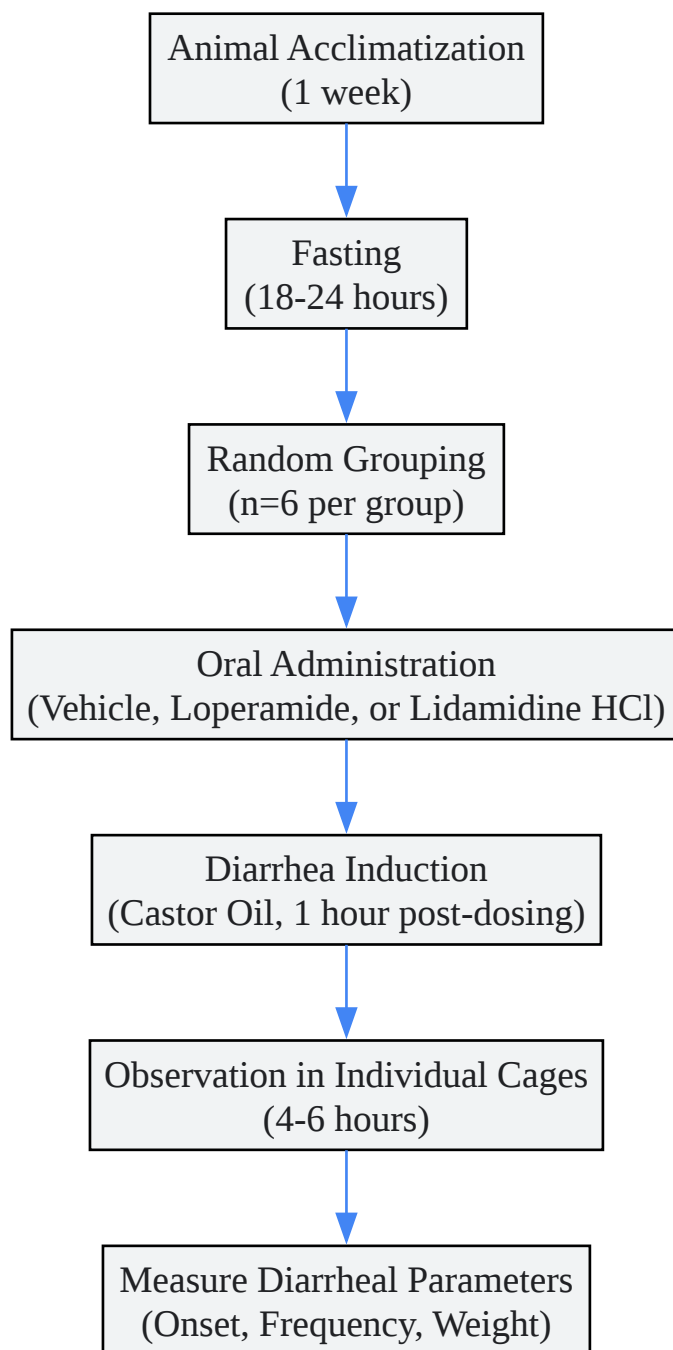 Animal Acclimatization
(1 week)
Fasting
(18-24 hours)
Random Grouping
(n=6 per group)
Oral Administration
(Vehicle, Loperamide, or Lidamidine HCl)
Diarrhea Induction
(Castor Oil, 1 hour post-dosing)
Observation in Individual Cages
(4-6 hours)
Measure Diarrheal Parameters
(Onset, Frequency, Weight)